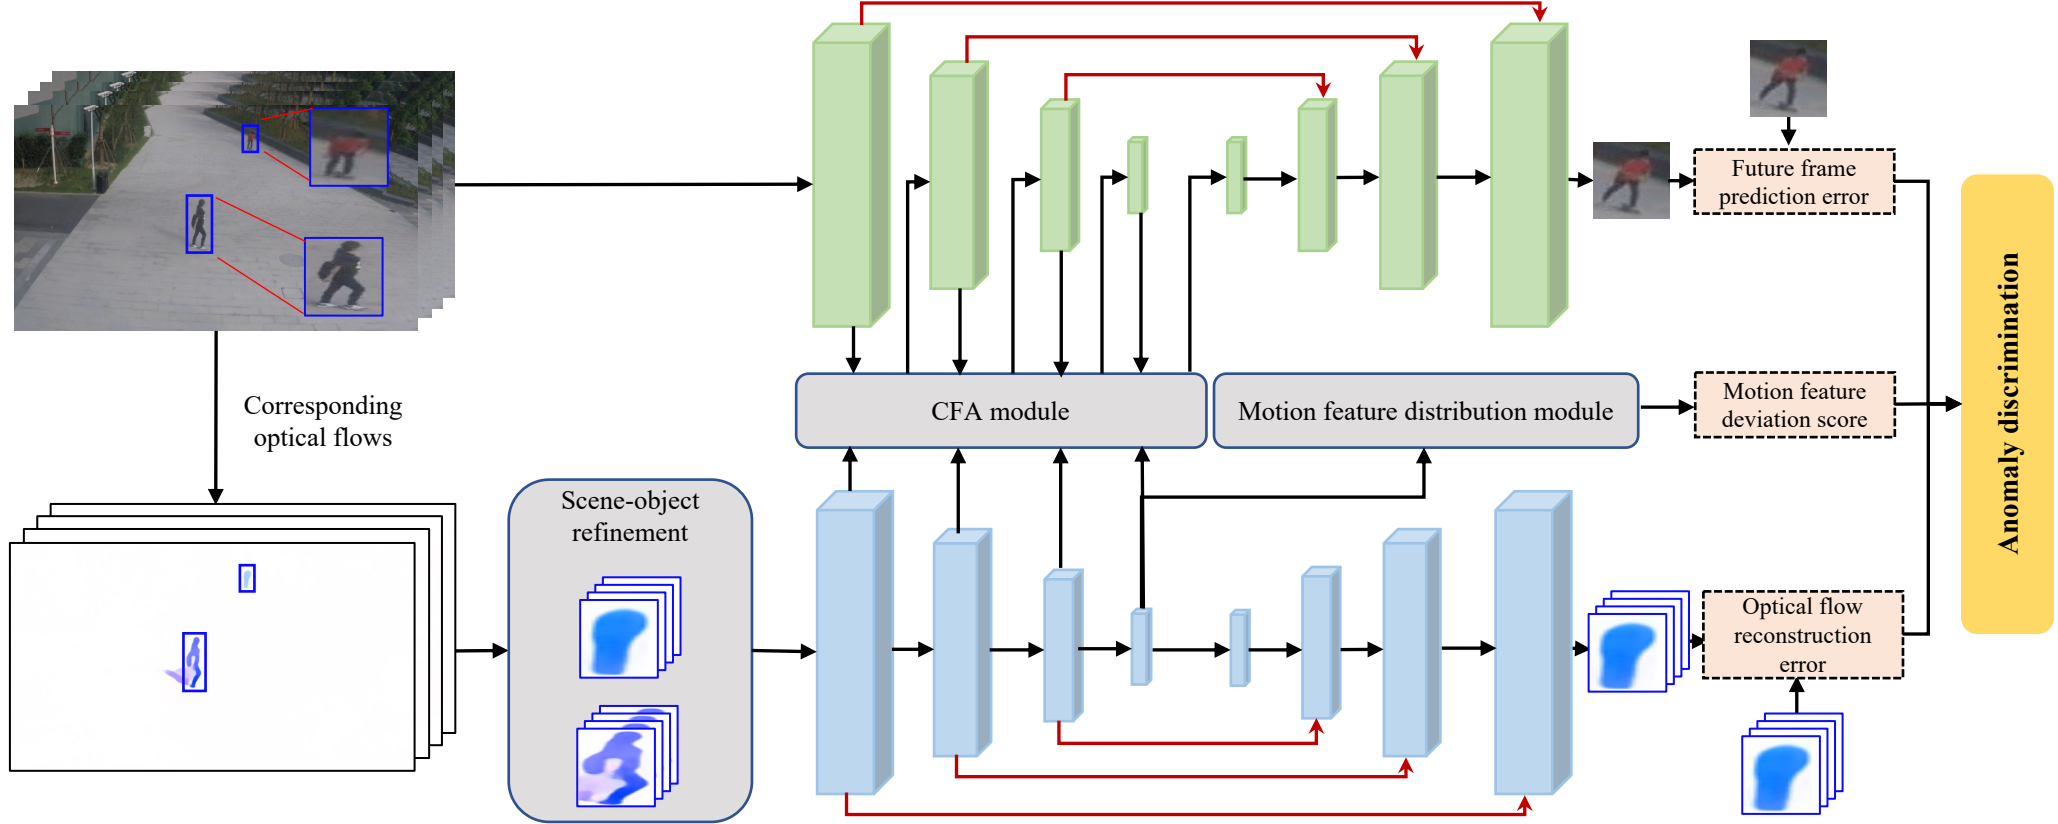 Future frame
prediction error
Corresponding
optical flows
CFA module
Motion feature distribution module
Motion feature
deviation score
Anomaly discrimination
Scene-object
refinement
Optical flow
reconstruction
error